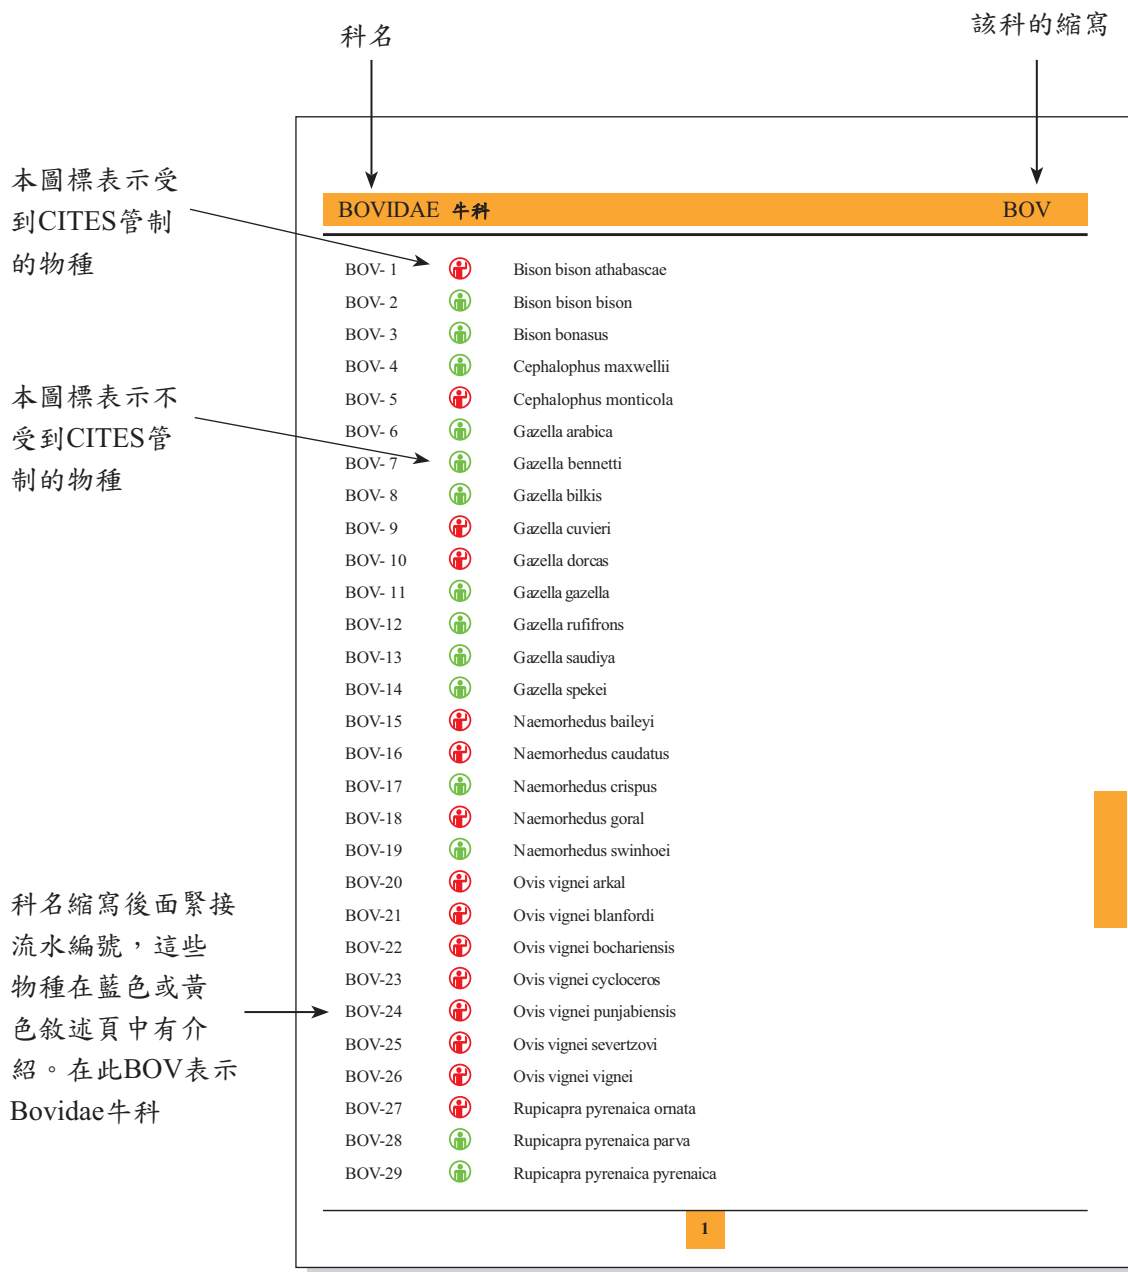 科名
該科的縮寫
本圖標表示受
到CITES管制
的物種
BOVIDAE 牛科 BOV
BOV- 1 Bison bison athabascae
BOV- 2 Bison bison bison
BOV- 3 Bison bonasus
BOV- 4 Cephalophus maxwellii
本圖標表示不
受到CITES管
制的物種
BOV- 5 Cephalophus monticola
BOV- 6 Gazella arabica
BOV- 7 Gazella bennetti
BOV- 8 Gazella bilkis
BOV- 9 Gazella cuvieri
BOV- 10 Gazella dorcas
BOV- 11 Gazella gazella
BOV-12 Gazella rufifrons
BOV-13 Gazella saudiya
BOV-14 Gazella spekei
BOV-15 Naemorhedus baileyi
BOV-16 Naemorhedus caudatus
BOV-17 Naemorhedus crispus
BOV-18 Naemorhedus goral
BOV-19 Naemorhedus swinhoei
BOV-20 Ovis vignei arkal
科名縮寫後面緊接
流水編號，這些
物種在藍色或黃
色敘述頁中有介
紹。在此BOV表示
Bovidae牛科
BOV-21 Ovis vignei blanfordi
BOV-22 Ovis vignei bochariensis
BOV-23 Ovis vignei cycloceros
BOV-24 Ovis vignei punjabiensis
BOV-25 Ovis vignei severtzovi
BOV-26 Ovis vignei vignei
BOV-27 Rupicapra pyrenaica ornata
BOV-28 Rupicapra pyrenaica parva
BOV-29 Rupicapra pyrenaica pyrenaica
1